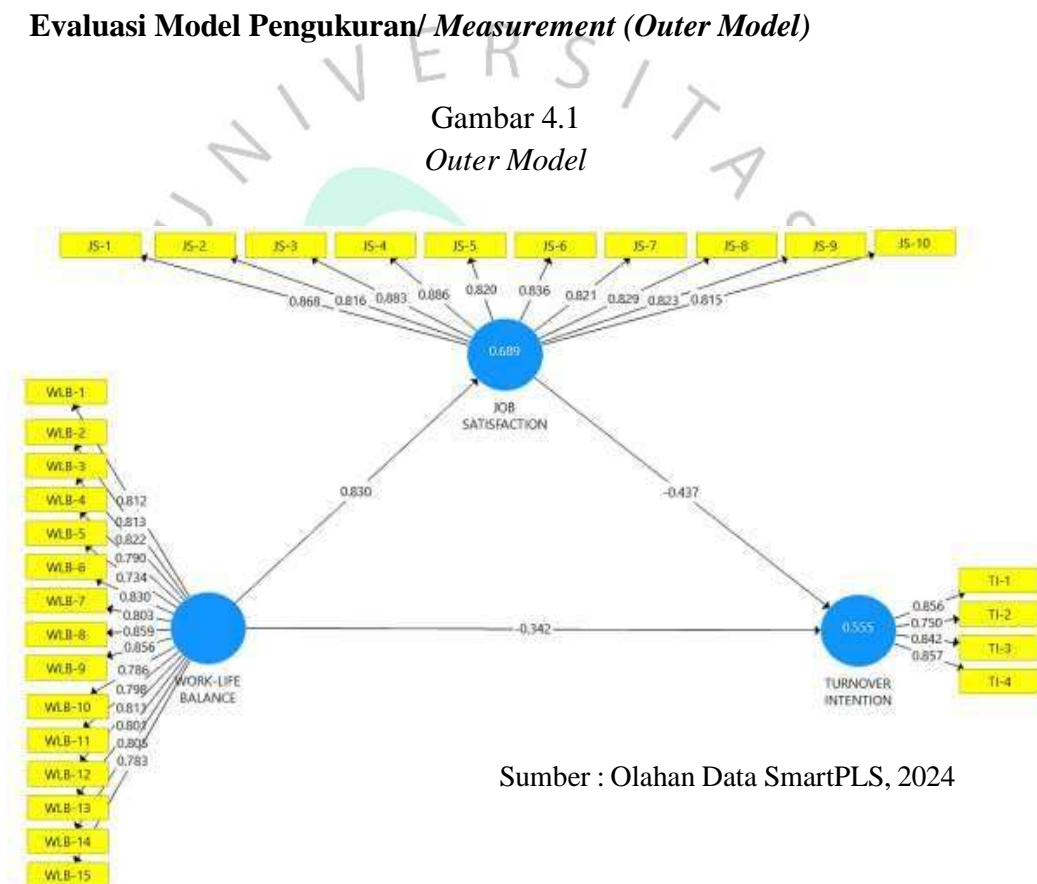 Evaluasi Model Pengukuran/ Measurement (Outer Model)
UNIVERSITAS
Gambar 4.1
Outer Model
JS-1 JS-2 JS-3 JS-4 JS-5 JS-6 JS-7 JS-8 JS-9 JS-10
0.868 0.816 0.883 0.886 0.820 0.836 0.821 0.829 0.823 0.815
0.689
JOB
SATISFACTION
WLB-1
WLB-2
WLB-3
WLB-4
WLB-5
WLB-6
WLB-7
WLB-8
WLB-9
WLB-10
WLB-11
WLB-12
WLB-13
WLB-14
WLB-15
0.812
0.813
0.822
0.790
0.734
0.830
0.803
0.859
0.856
0.786
0.798
0.805
0.783
WORK-LIFE
BALANCE
0.830
-0.437
-0.342
0.555
TURNOVER
INTENTION
0.856
0.750
0.842
0.857
TI-1
TI-2
TI-3
TI-4
Sumber : Olahan Data SmartPLS, 2024